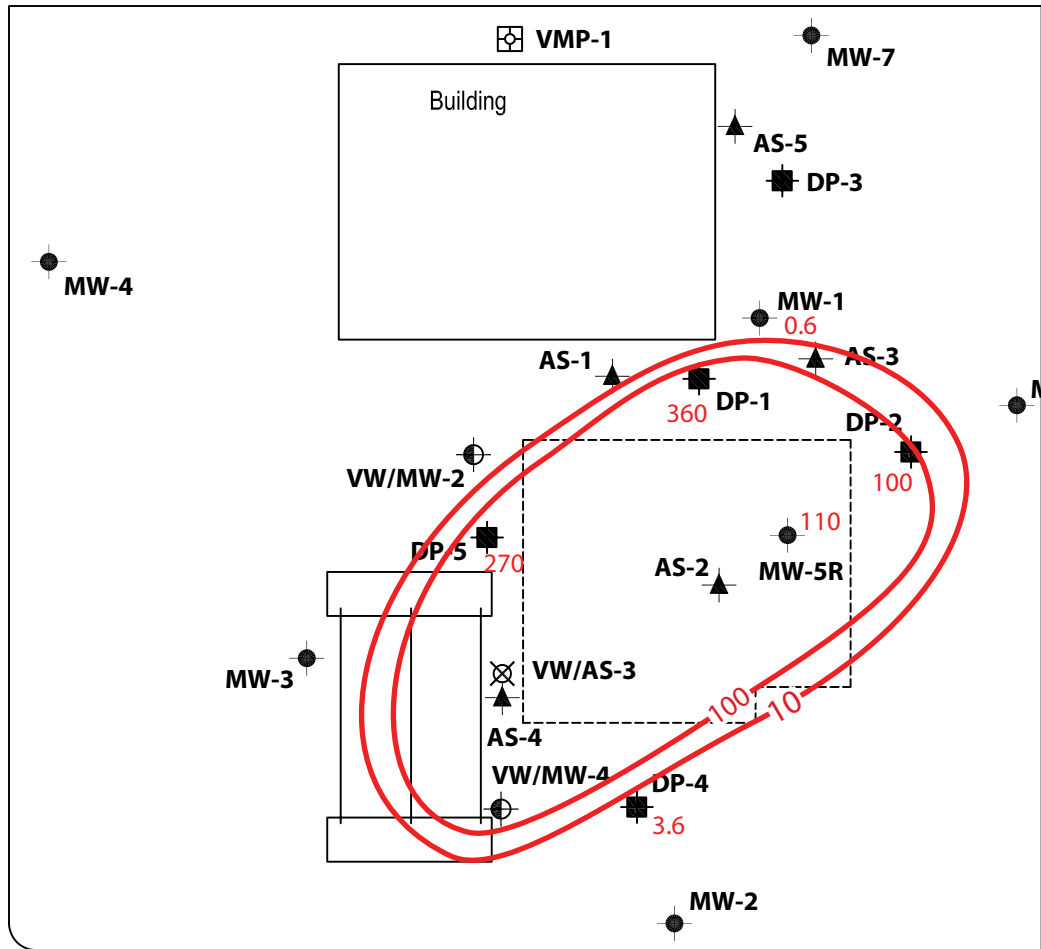 VMP-1
MW-7
Building
AS-5
DP-3
MW-4
MW-1
0.6
AS-1
AS-3
DP-1
360
M
DP-2
100
VW/MW-2
110
DP-5
270
AS-2
MW-5R
MW-3
VW/AS-3
100
10
AS-4
VW/MW-4
DP-4
3.6
MW-2